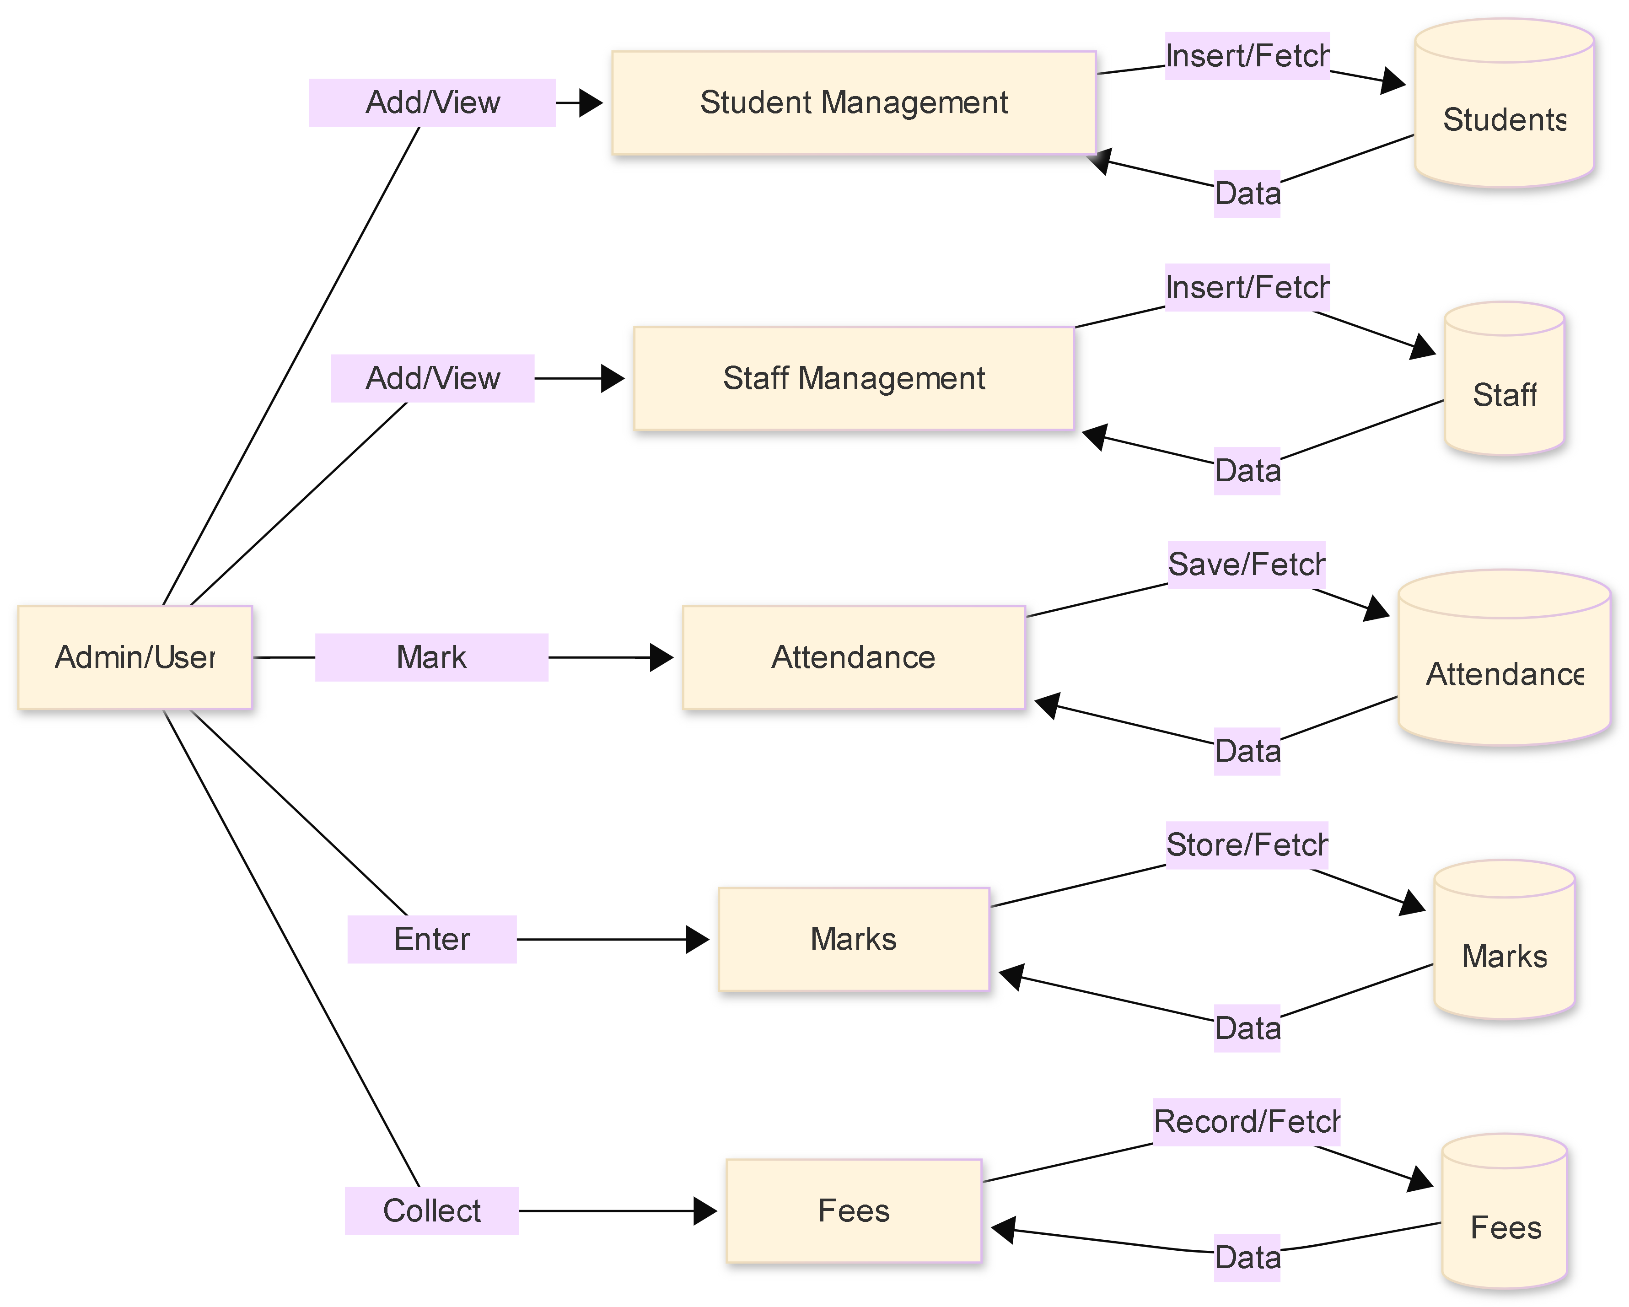 Add/View
Student Management
Insert/Fetch
Students
Data
Add/View
Staff Management
Insert/Fetch
Staff
Data
Admin/User
Mark
Attendance
Save/Fetch
Attendance
Data
Enter
Marks
Store/Fetch
Marks
Data
Collect
Fees
Record/Fetch
Fees
Data